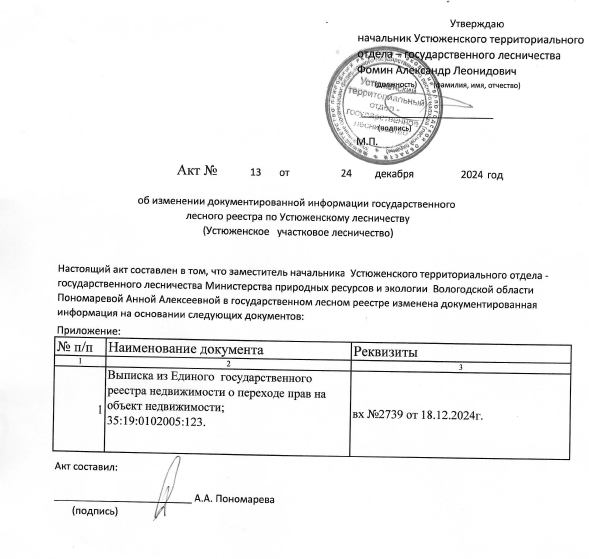 Утверждаю
начальник Устюженского территориального
отдела – государственного лесничества
Фомин Александр Леонидович
(должность) (фамилия, имя, отчество)
Устюженский
территориальный
отдел -
государственное
лесничество
(подпись)
М.П.
Акт № 13 от 24 декабря 2024 год
об изменении документированной информации государственного
лесного реестра по Устюженскому лесничеству
(Устюженское участковое лесничество)
Настоящий акт составлен в том, что заместитель начальника Устюженского территориального отдела -
государственного лесничества Министерства природных ресурсов и экологии Вологодской области
Пономаревой Анной Алексеевной в государственном лесном реестре изменена документированная
информация на основании следующих документов:
Приложение:
№ п/п Наименование документа Реквизиты
1 2 3
Выписка из Единого государственного
реестра недвижимости о переходе прав на
1 объект недвижимости; вх №2739 от 18.12.2024г.
35:19:0102005:123.
Акт составил:
А.А. Пономарева
(подпись)